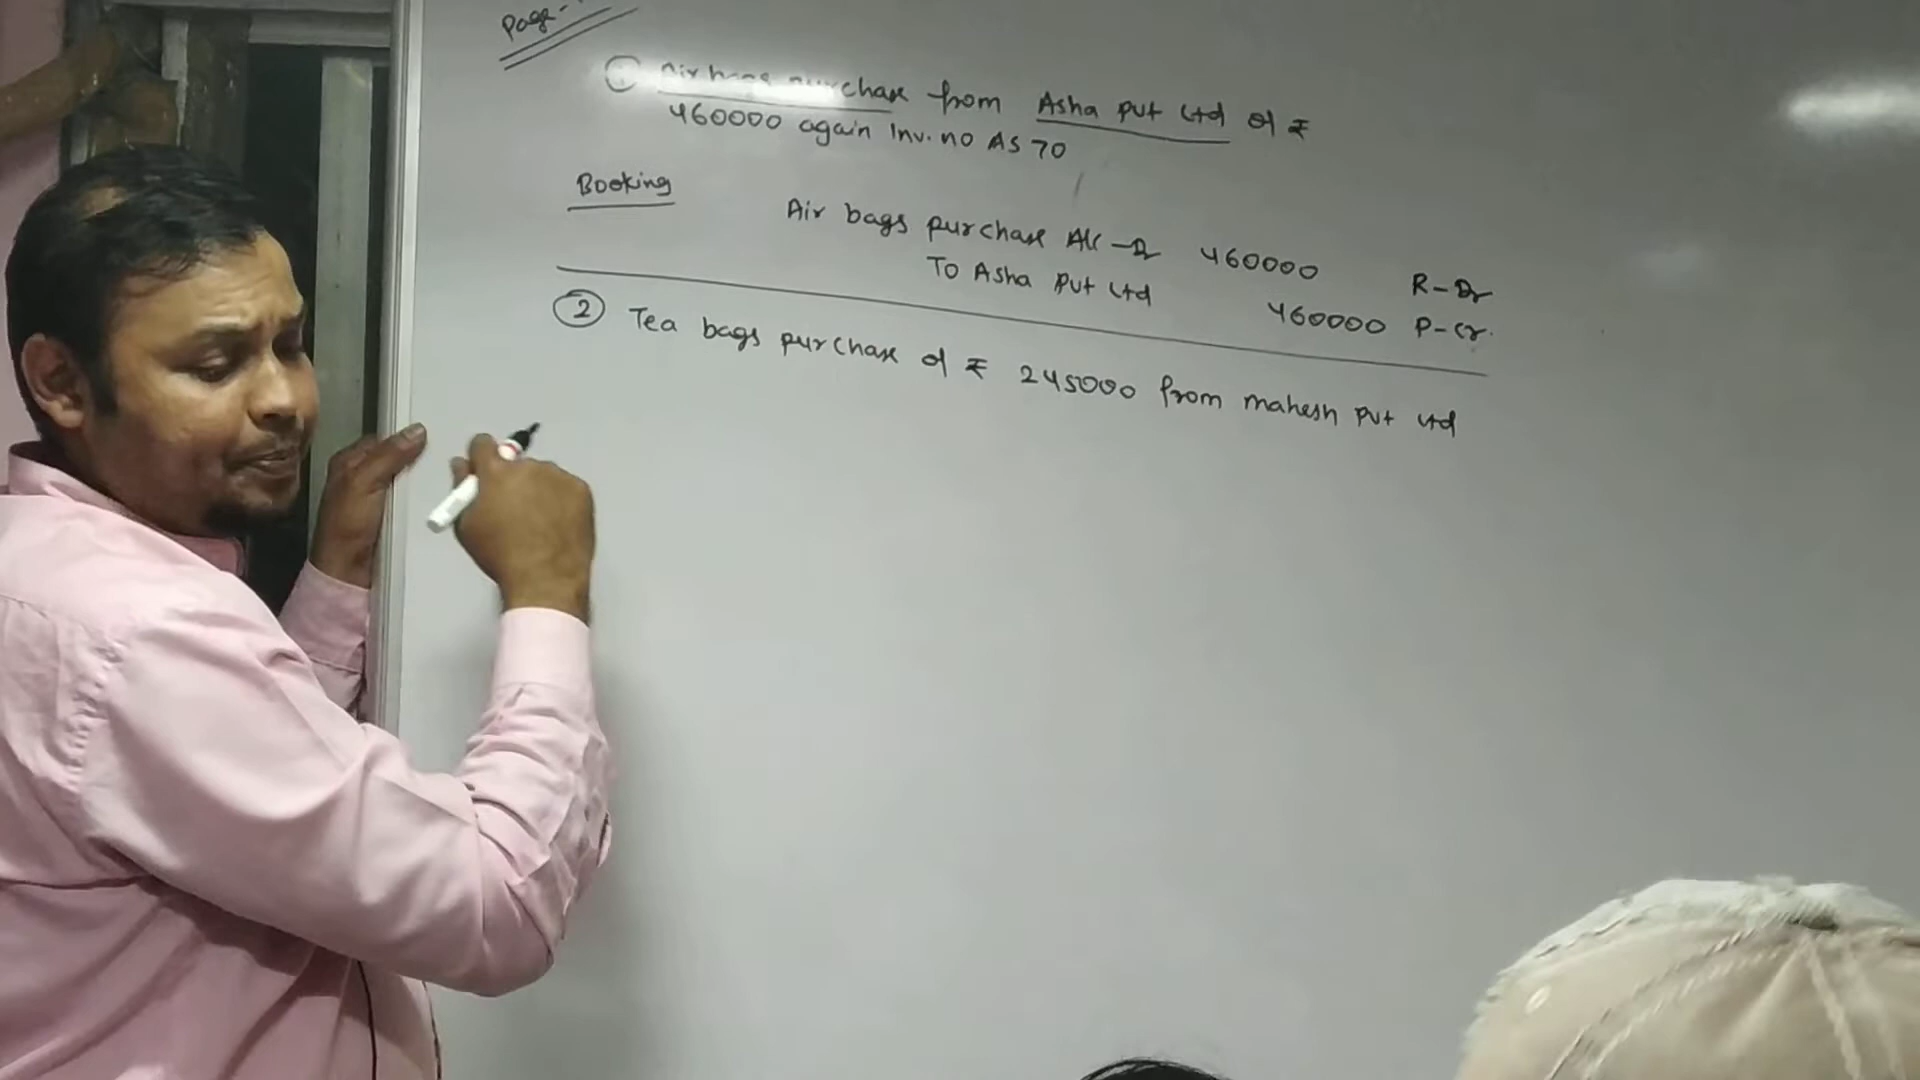 Page-
① Air bags purchase from Asha Pvt Ltd of ₹
460000 again Inv. no AS 70
Booking
Air bags purchase A/c - Dr 460000 R - Dr
To Asha Pvt Ltd 460000 P - Cr.
② Tea bags purchase of ₹ 245000 from mahesh Pvt Ltd